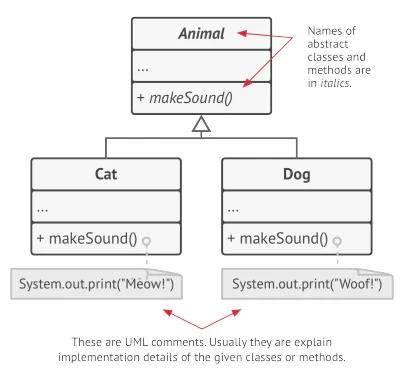 Animal
...
+ makeSound()
Names of
abstract
classes and
methods are
in italics.
Cat
...
+ makeSound()
Dog
...
+ makeSound()
System.out.print("Meow!")
System.out.print("Woof!")
These are UML comments. Usually they are explain
implementation details of the given classes or methods.